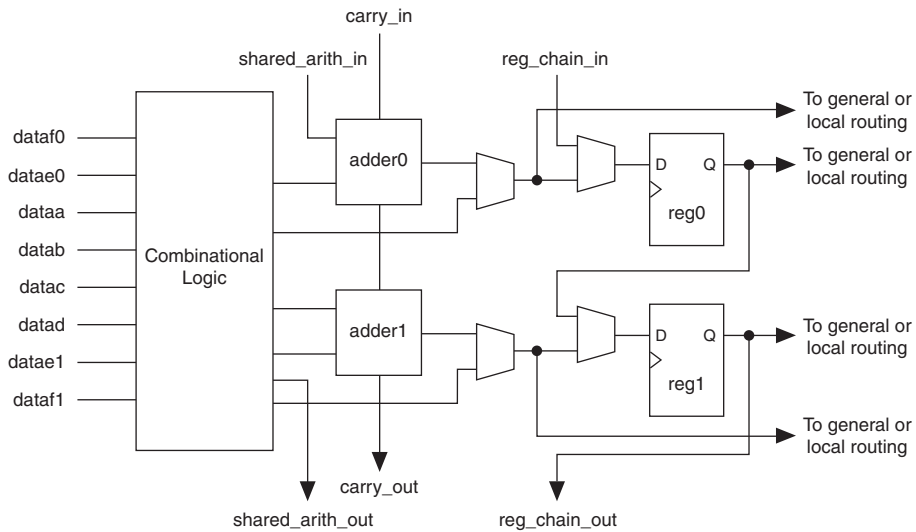 carry_in
shared_arith_in
reg_chain_in
To general or
local routing
dataf0
datae0
dataa
datab
datac
datad
datae1
dataf1
Combinational
Logic
adder0
D
Q
reg0
To general or
local routing
adder1
D
Q
reg1
To general or
local routing
To general or
local routing
carry_out
shared_arith_out
reg_chain_out